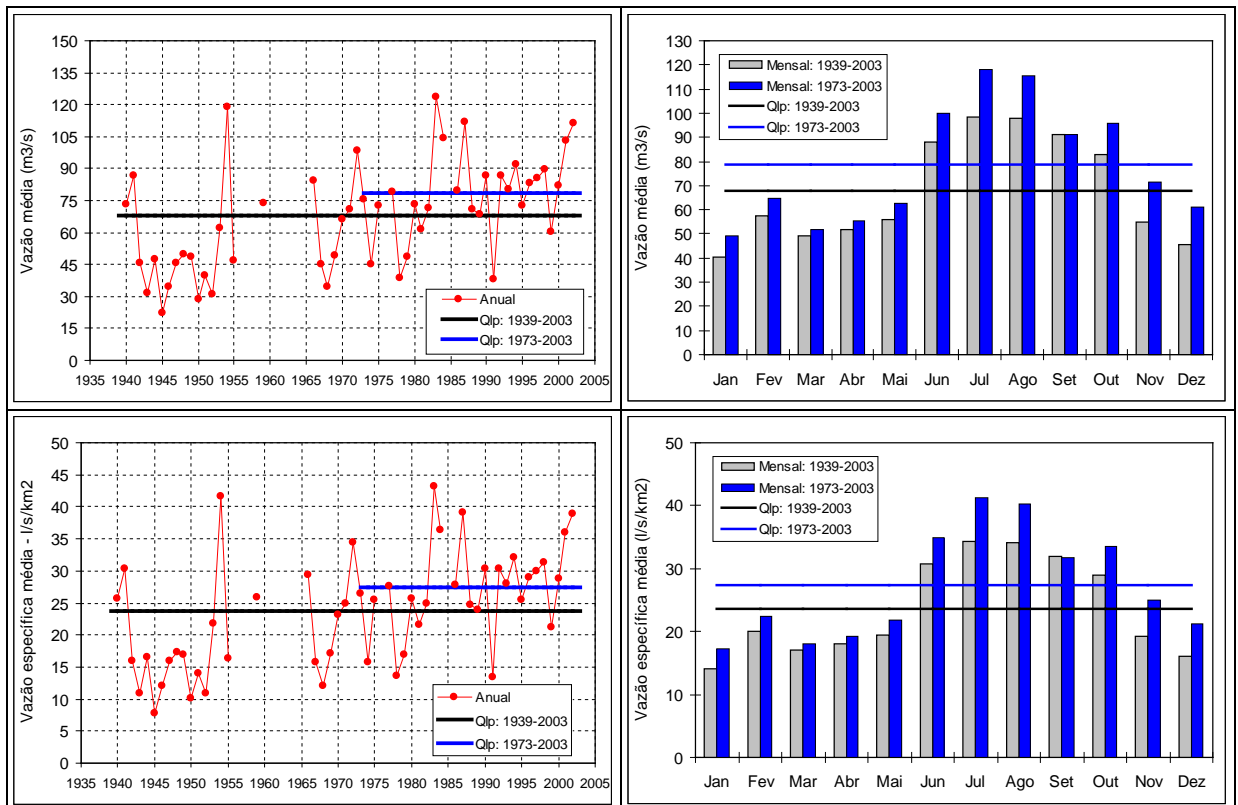 Vazão média (m3/s)
150
135
120
105
90
75
60
45
30
15
0
1935 1940 1945 1950 1955 1960 1965 1970 1975 1980 1985 1990 1995 2000 2005
Anual
Qlp: 1939-2003
Qlp: 1973-2003
Vazão média (m3/s)
130
120
110
100
90
80
70
60
50
40
30
20
10
0
Jan Fev Mar Abr Mai Jun Jul Ago Set Out Nov Dez
Mensal: 1939-2003
Mensal: 1973-2003
Qlp: 1939-2003
Qlp: 1973-2003
Vazão específica média - l/s/km2
50
45
40
35
30
25
20
15
10
5
0
1935 1940 1945 1950 1955 1960 1965 1970 1975 1980 1985 1990 1995 2000 2005
Anual
Qlp: 1939-2003
Qlp: 1973-2003
Vazão específica média (l/s/km2)
50
40
30
20
10
0
Jan Fev Mar Abr Mai Jun Jul Ago Set Out Nov Dez
Mensal: 1939-2003
Mensal: 1973-2003
Qlp: 1939-2003
Qlp: 1973-2003